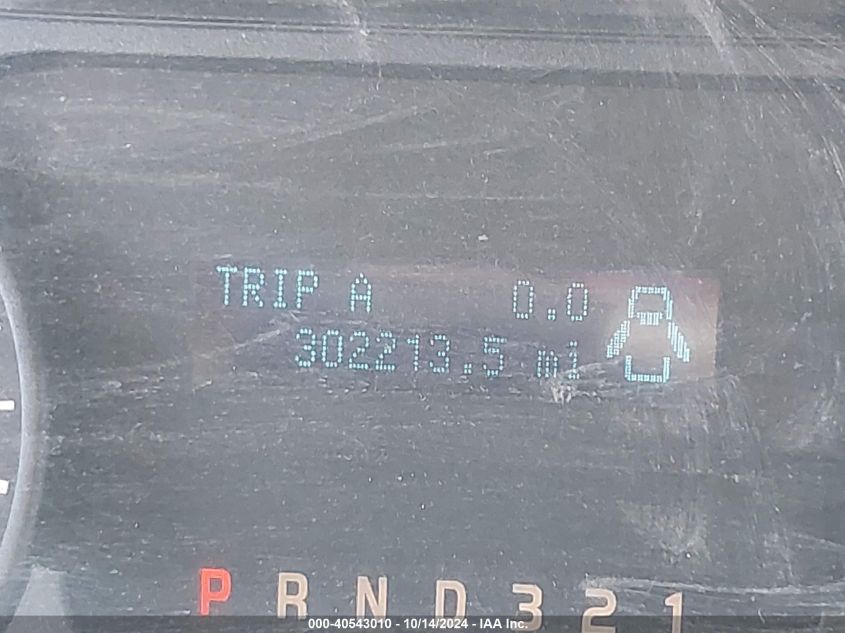 TRIP A 0.0
302213.5 mi
P R N D 3 2 1
000-40543010 - 10/14/2024 - IAA Inc.